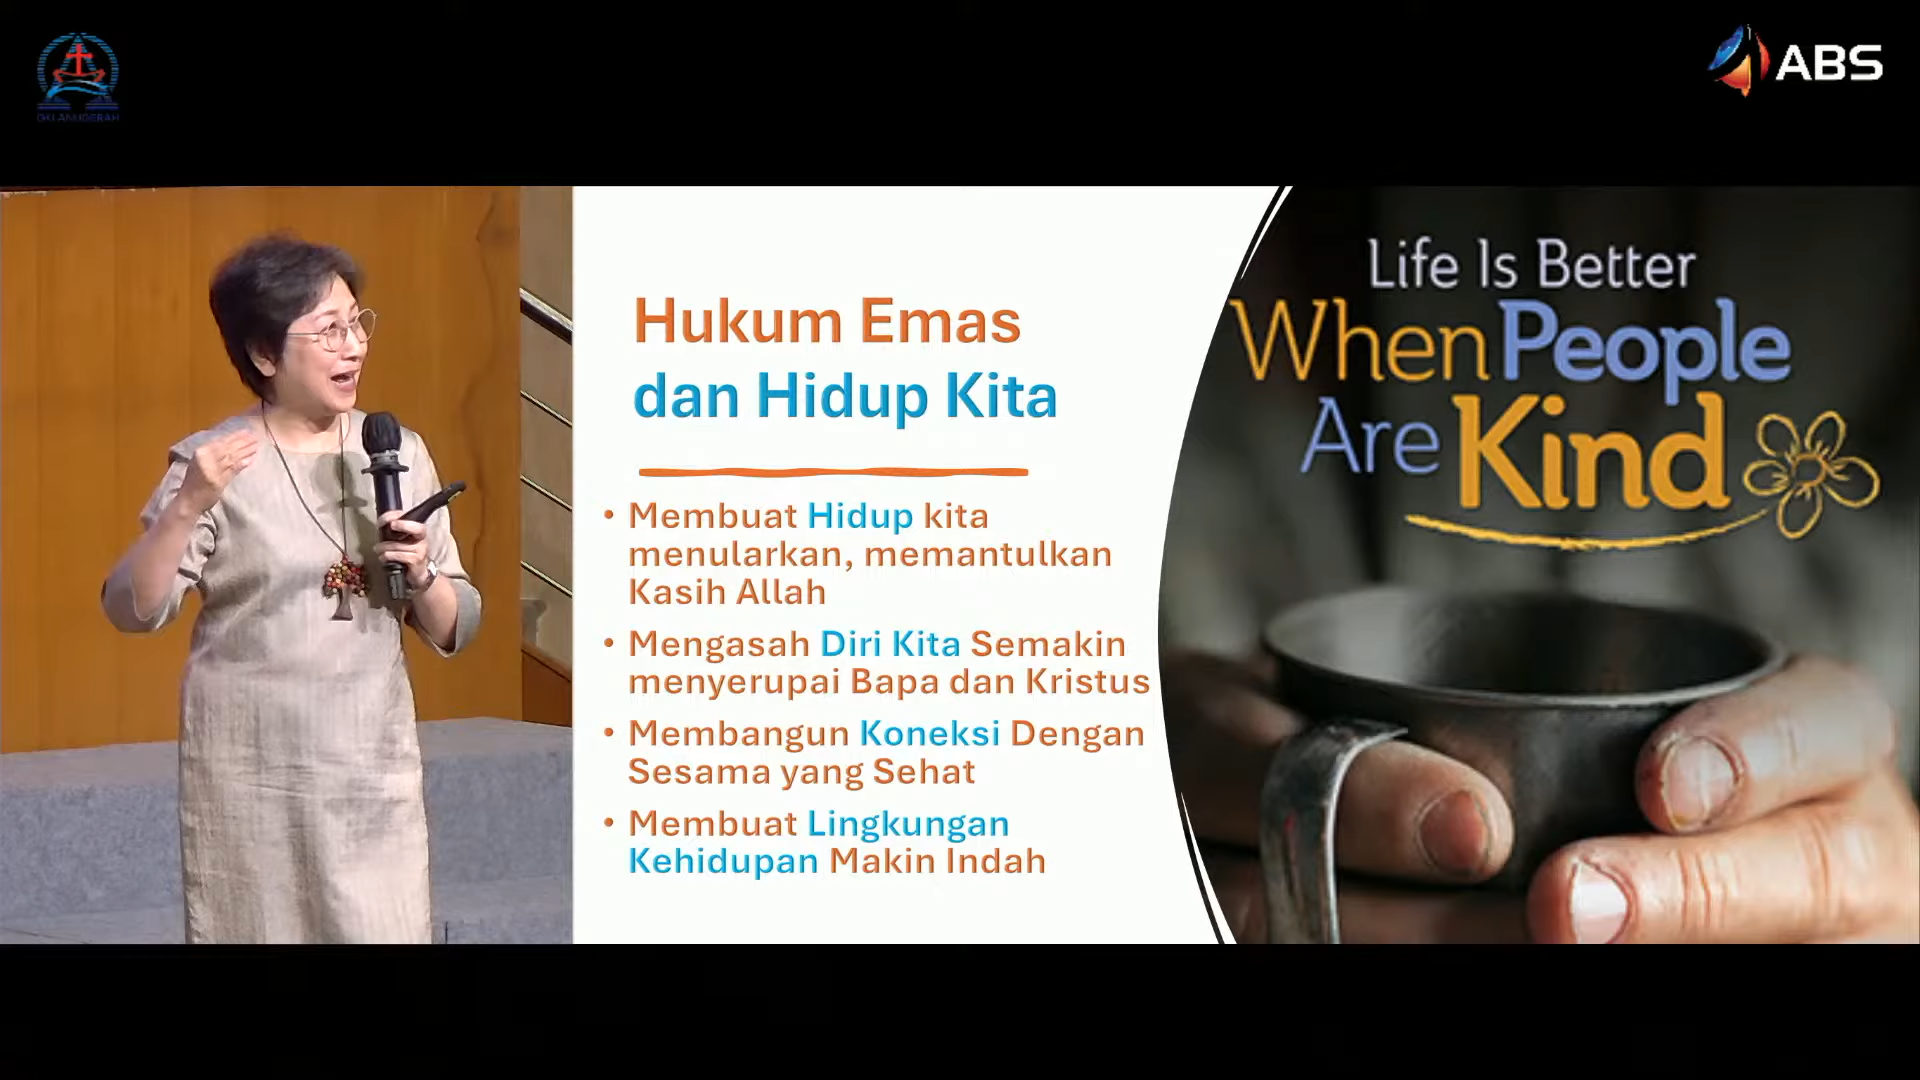 GKI ANUGERAH
ABS
Hukum Emas
dan Hidup Kita
• Membuat Hidup kita
menularkan, memantulkan
Kasih Allah
• Mengasah Diri Kita Semakin
menyerupai Bapa dan Kristus
• Membangun Koneksi Dengan
Sesama yang Sehat
• Membuat Lingkungan
Kehidupan Makin Indah
Life Is Better
When People
Are Kind